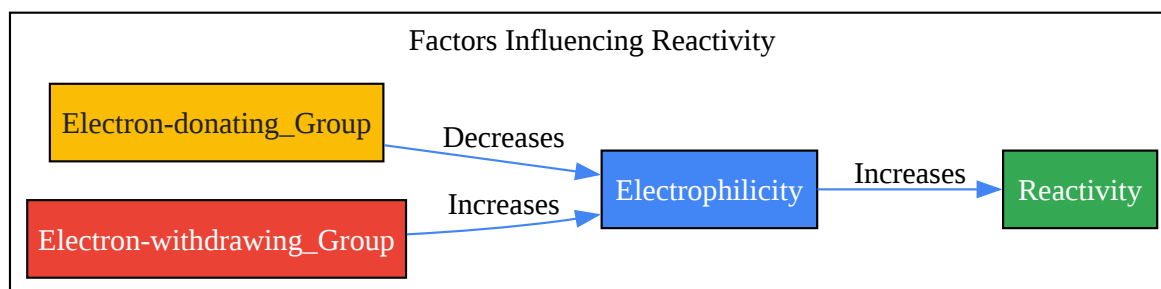 Factors Influencing Reactivity
Electron-donating_Group
Decreases
Electron-withdrawing_Group
Increases
Electrophilicity
Increases
Reactivity